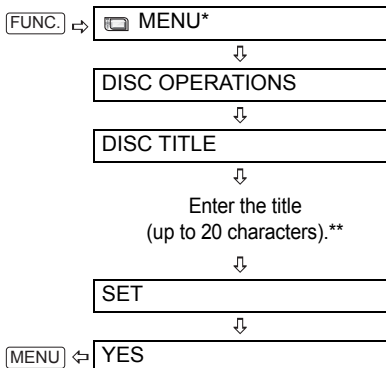 FUNC. ⇨ MENU*
⇩
DISC OPERATIONS
⇩
DISC TITLE
⇩
Enter the title
(up to 20 characters).**
⇩
SET
⇩
MENU ⇦ YES